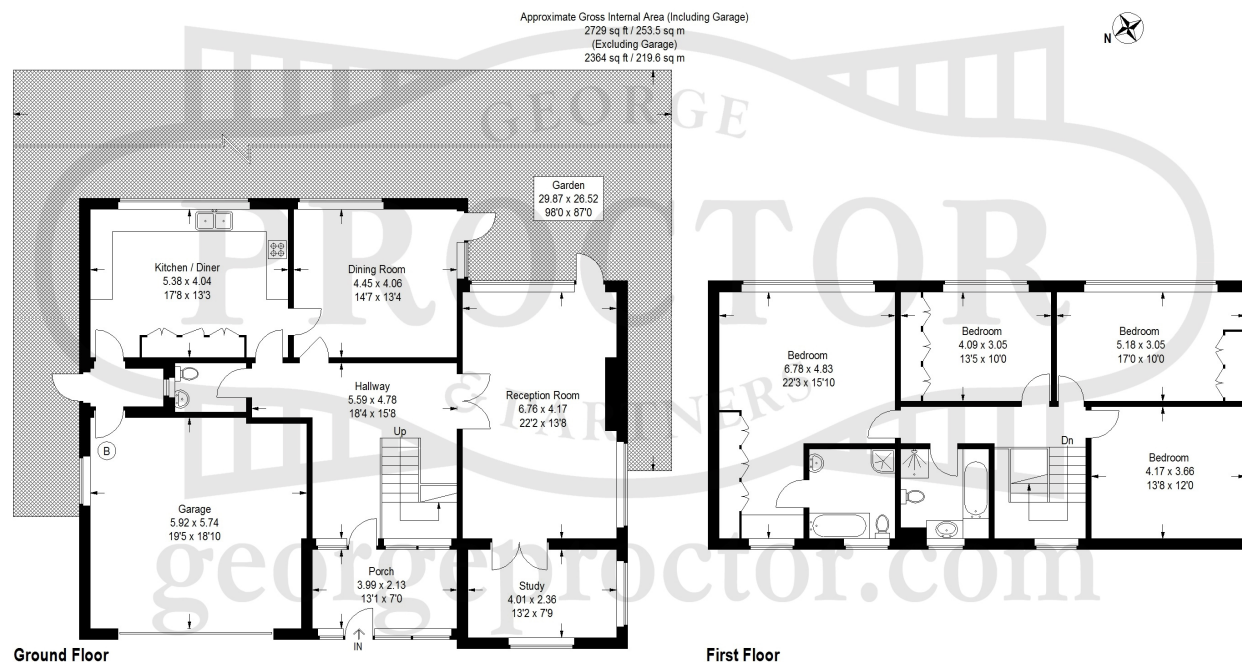 Approximate Gross Internal Area (Including Garage)
2729 sq ft / 253.5 sq m
(Excluding Garage)
2364 sq ft / 219.6 sq m
N
GEORGE
PROCTOR
& PARTNERS
georgeproctor.com
Garden
29.87 x 26.52
98'0 x 87'0
Kitchen / Diner
5.38 x 4.04
17'8 x 13'3
Dining Room
4.45 x 4.06
14'7 x 13'4
Hallway
5.59 x 4.78
18'4 x 15'8
Up
Reception Room
6.76 x 4.17
22'2 x 13'8
B
Garage
5.92 x 5.74
19'5 x 18'10
Porch
3.99 x 2.13
13'1 x 7'0
IN
Study
4.01 x 2.36
13'2 x 7'9
Ground Floor
Bedroom
6.78 x 4.83
22'3 x 15'10
Bedroom
4.09 x 3.05
13'5 x 10'0
Bedroom
5.18 x 3.05
17'0 x 10'0
Dn
Bedroom
4.17 x 3.66
13'8 x 12'0
First Floor